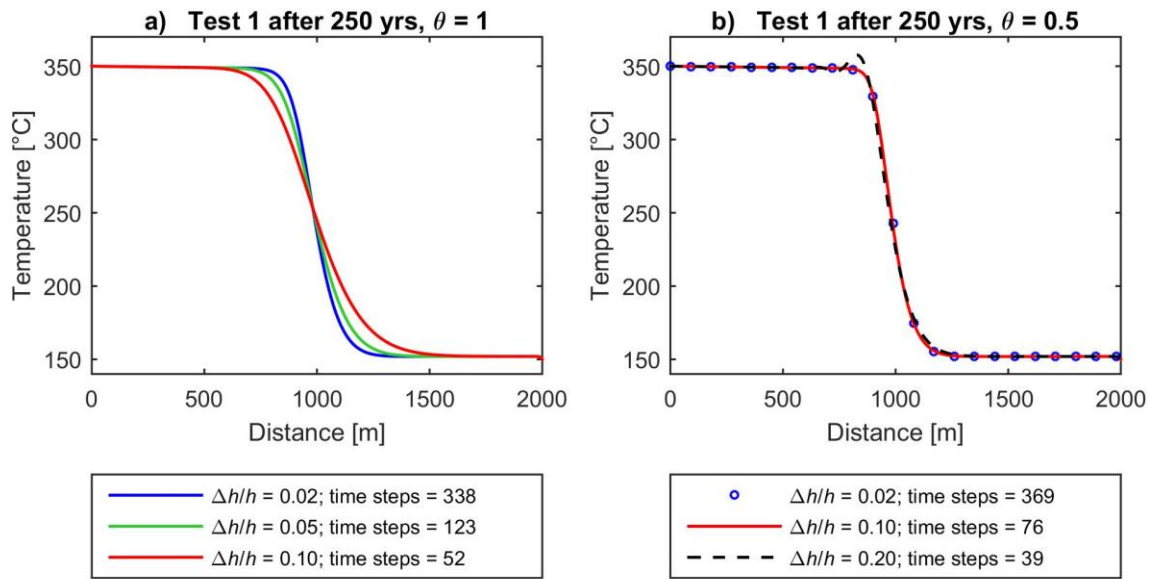 a) Test 1 after 250 yrs, θ = 1
350
300
250
200
150
Temperature [°C]
0 500 1000 1500 2000
Distance [m]
Δh/h = 0.02; time steps = 338
Δh/h = 0.05; time steps = 123
Δh/h = 0.10; time steps = 52
b) Test 1 after 250 yrs, θ = 0.5
350
300
250
200
150
Temperature [°C]
0 500 1000 1500 2000
Distance [m]
Δh/h = 0.02; time steps = 369
Δh/h = 0.10; time steps = 76
Δh/h = 0.20; time steps = 39